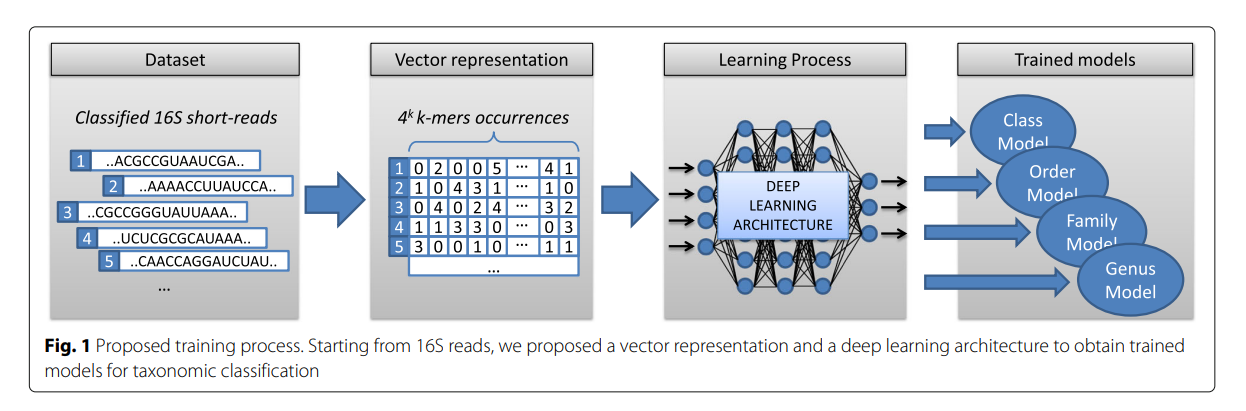 Dataset
Vector representation
Learning Process
Trained models
Classified 16S short-reads
1 ..ACGCCGUAAUCGA..
2 ..AAAACCUUAUCCA..
3 ..CGCCGGGUAUUAAA..
4 ..UCUCGCGCAUAAA..
5 ..CAACCAGGAUCUAU..
...
4ᵏ k-mers occurrences
1 0 2 0 0 5 ... 4 1
2 1 0 4 3 1 ... 1 0
3 0 4 0 2 4 ... 3 2
4 1 1 3 3 0 ... 0 3
5 3 0 0 1 0 ... 1 1
...
DEEP
LEARNING
ARCHITECTURE
Class
Model
Order
Model
Family
Model
Genus
Model
Fig. 1 Proposed training process. Starting from 16S reads, we proposed a vector representation and a deep learning architecture to obtain trained
models for taxonomic classification